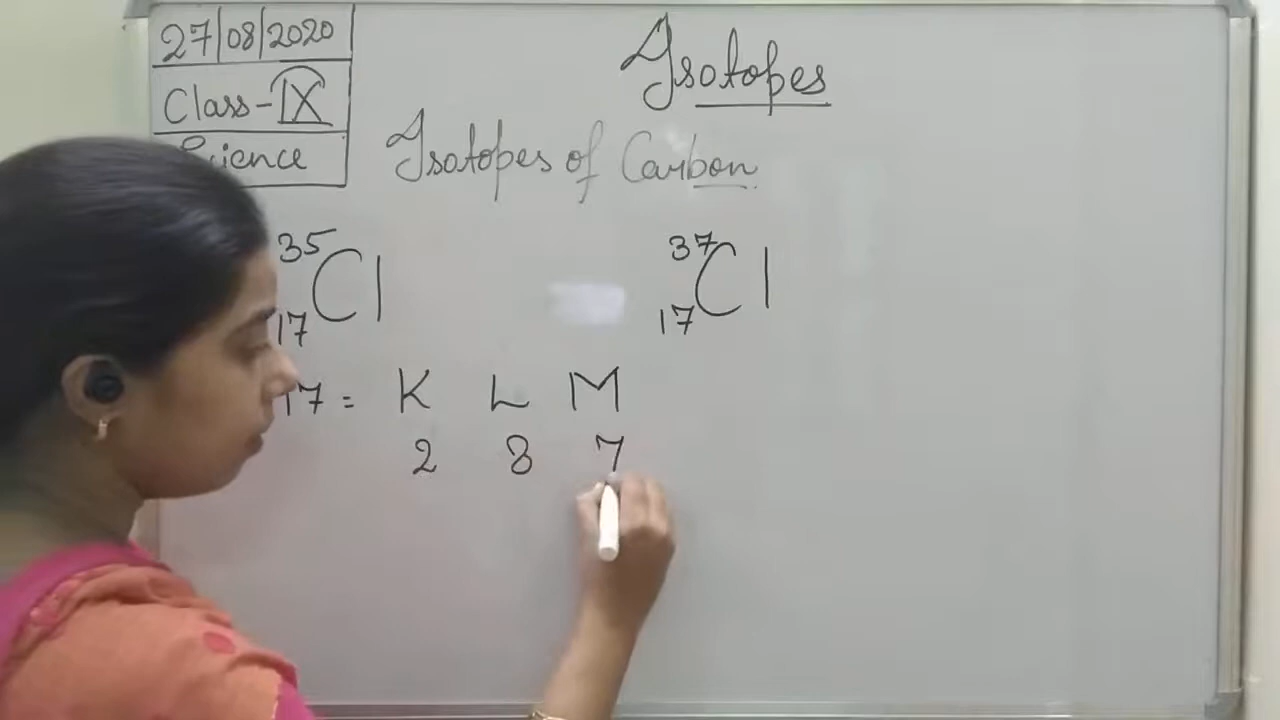 27/08/2020
Isotopes
Class-IX
Science
Isotopes of Carbon
35 Cl 17
37 Cl 17
17 = K L M
2 8 7